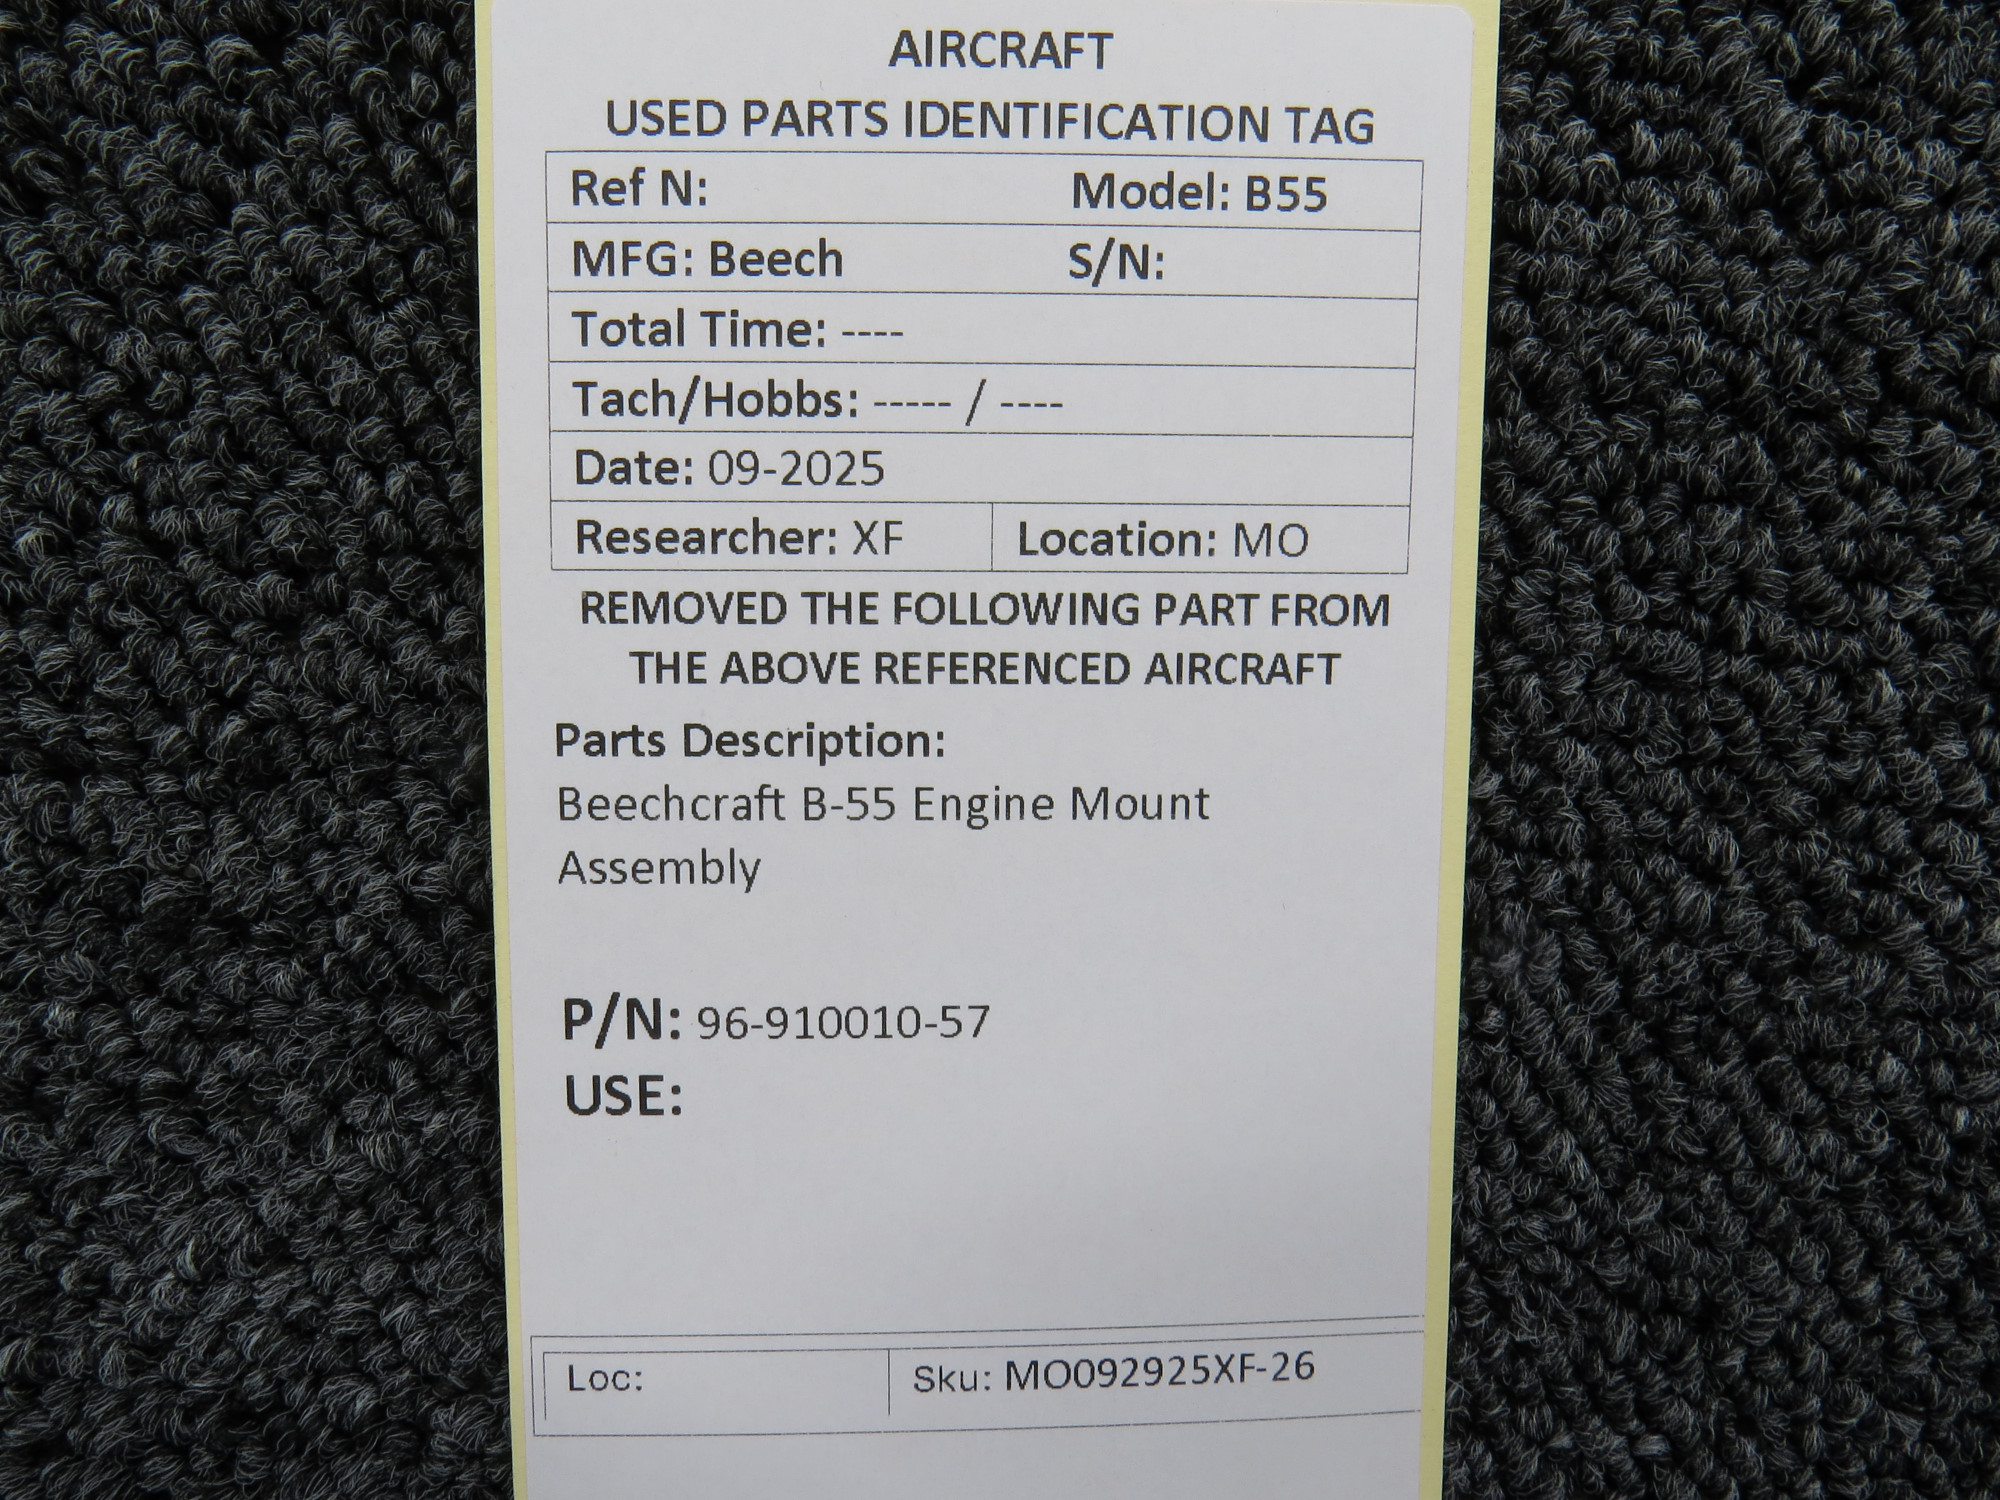 AIRCRAFT
USED PARTS IDENTIFICATION TAG
Ref N: Model: B55
MFG: Beech S/N:
Total Time: ----
Tach/Hobbs: ----- / ----
Date: 09-2025
Researcher: XF Location: MO
REMOVED THE FOLLOWING PART FROM
THE ABOVE REFERENCED AIRCRAFT
Parts Description:
Beechcraft B-55 Engine Mount
Assembly
P/N: 96-910010-57
USE:
Loc: Sku: MO092925XF-26